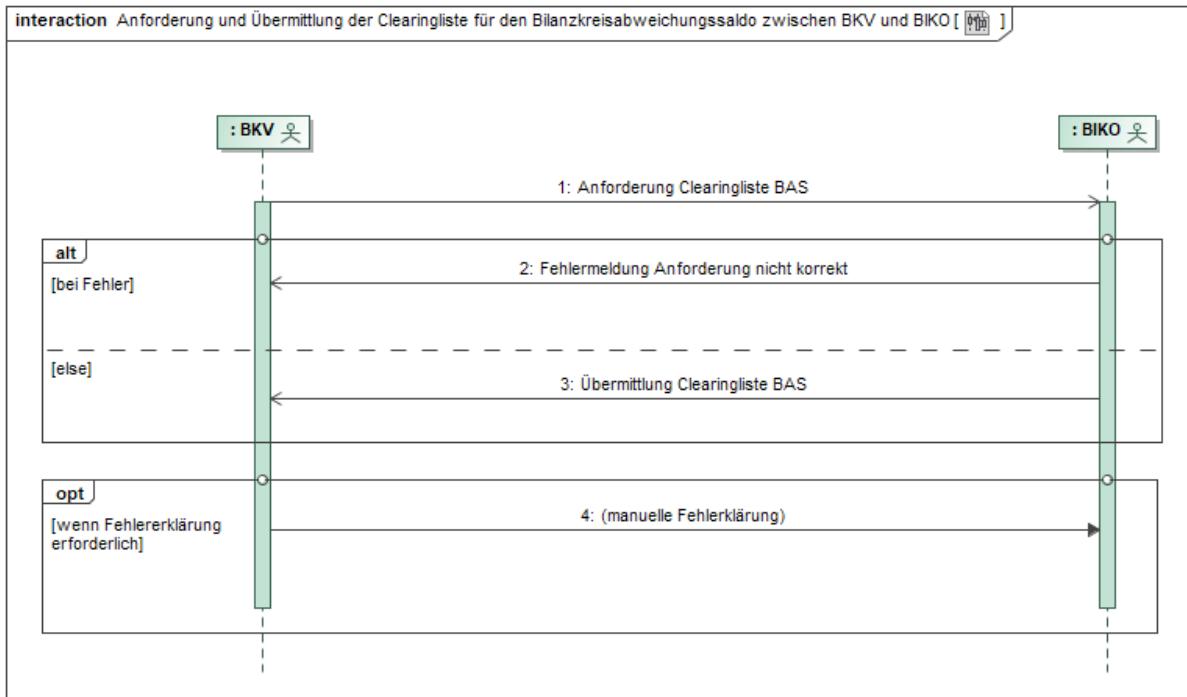 interaction Anforderung und Übermittlung der Clearingliste für den Bilanzkreisabweichungssaldo zwischen BKV und BIKO [ ]
: BKV
: BIKO
1: Anforderung Clearingliste BAS
alt
2: Fehlermeldung Anforderung nicht korrekt
[bei Fehler]
[else]
3: Übermittlung Clearingliste BAS
opt
4: (manuelle Fehlerklärung)
[wenn Fehlererklärung
erforderlich]